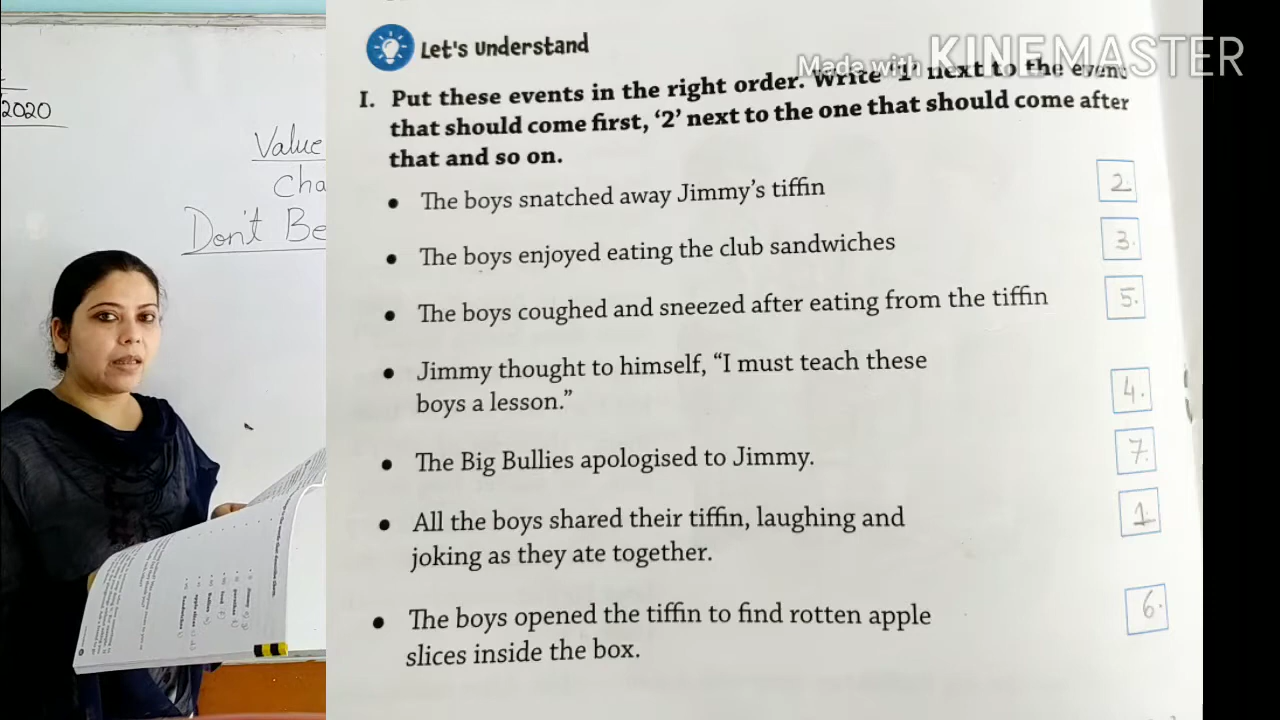 2020
Value
Cha
Don't Be
Let's Understand
Made with KINEMASTER
I. Put these events in the right order. Write '1' next to the event
that should come first, '2' next to the one that should come after
that and so on.
• The boys snatched away Jimmy's tiffin 2.
• The boys enjoyed eating the club sandwiches 3.
• The boys coughed and sneezed after eating from the tiffin 5.
• Jimmy thought to himself, “I must teach these
boys a lesson.” 4.
• The Big Bullies apologised to Jimmy. 7.
• All the boys shared their tiffin, laughing and 1.
joking as they ate together.
• The boys opened the tiffin to find rotten apple 6.
slices inside the box.